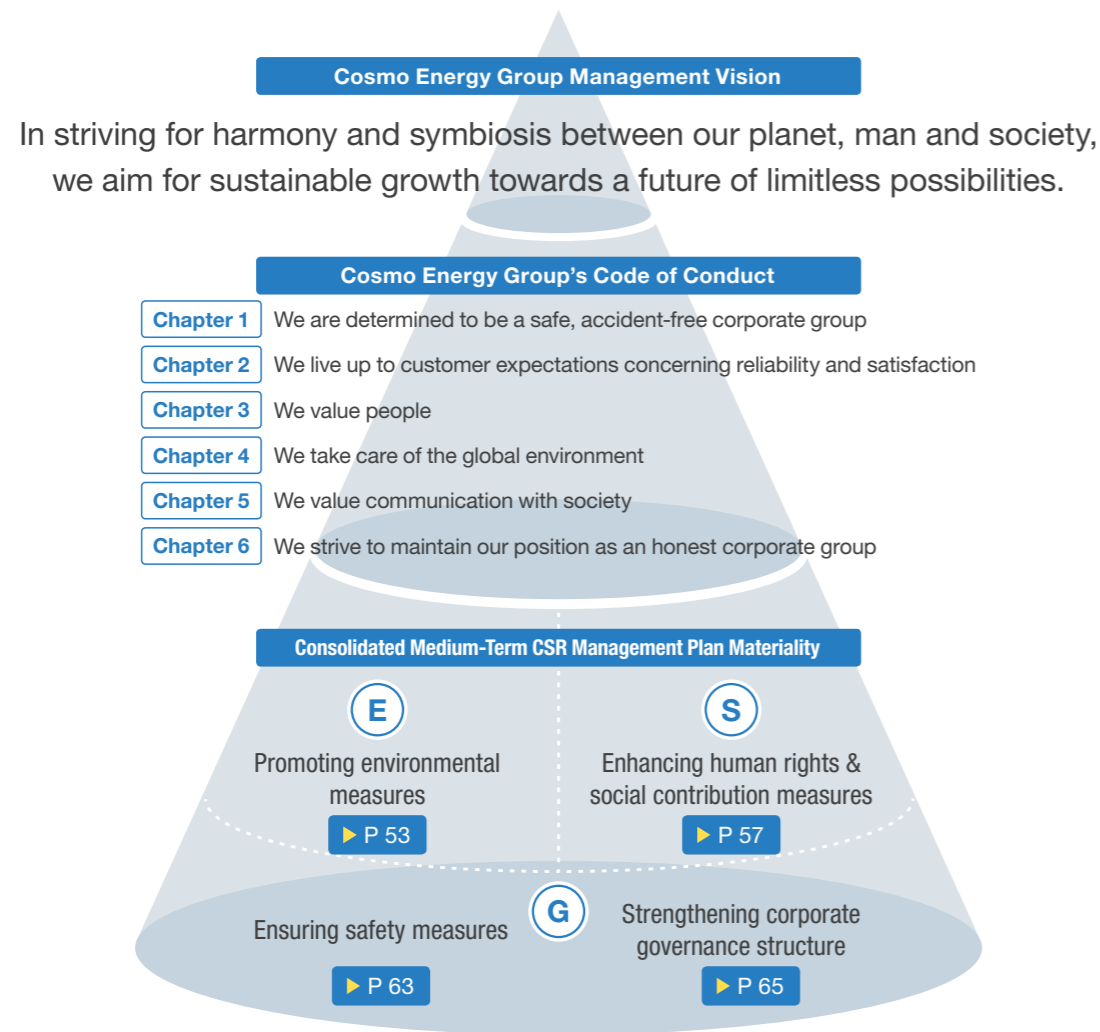 Cosmo Energy Group Management Vision
In striving for harmony and symbiosis between our planet, man and society,
we aim for sustainable growth towards a future of limitless possibilities.
Cosmo Energy Group’s Code of Conduct
Chapter 1 We are determined to be a safe, accident-free corporate group
Chapter 2 We live up to customer expectations concerning reliability and satisfaction
Chapter 3 We value people
Chapter 4 We take care of the global environment
Chapter 5 We value communication with society
Chapter 6 We strive to maintain our position as an honest corporate group
Consolidated Medium-Term CSR Management Plan Materiality
E
Promoting environmental
measures
P 53
S
Enhancing human rights &
social contribution measures
P 57
G
Ensuring safety measures
P 63
Strengthening corporate
governance structure
P 65